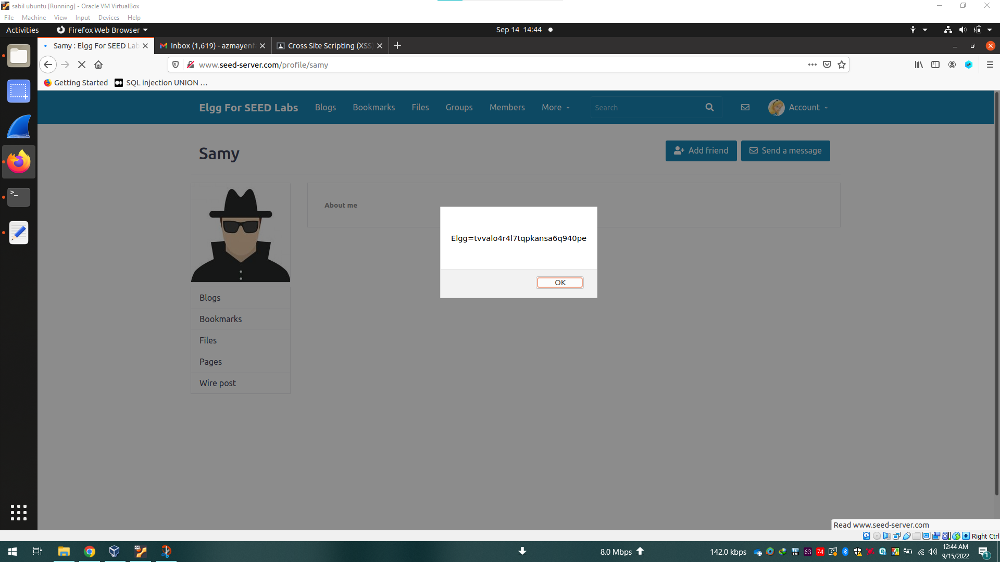 sabil ubuntu [Running] - Oracle VM VirtualBox
File Machine View Input Devices Help
Activities Firefox Web Browser Sep 14 14:44
Samy : Elgg For SEED Lab Inbox (1,619) - azmayenf Cross Site Scripting (XSS)
www.seed-server.com/profile/samy
Getting Started SQL injection UNION ...
Elgg For SEED Labs Blogs Bookmarks Files Groups Members More Search Account
Samy Add friend Send a message
About me
Elgg=tvvalo4r4l7tqpkansa6q940pe
OK
Blogs
Bookmarks
Files
Pages
Wire post
Read www.seed-server.com
Right Ctrl
8.0 Mbps 142.0 kbps 63 74 12:44 AM
9/15/2022
1